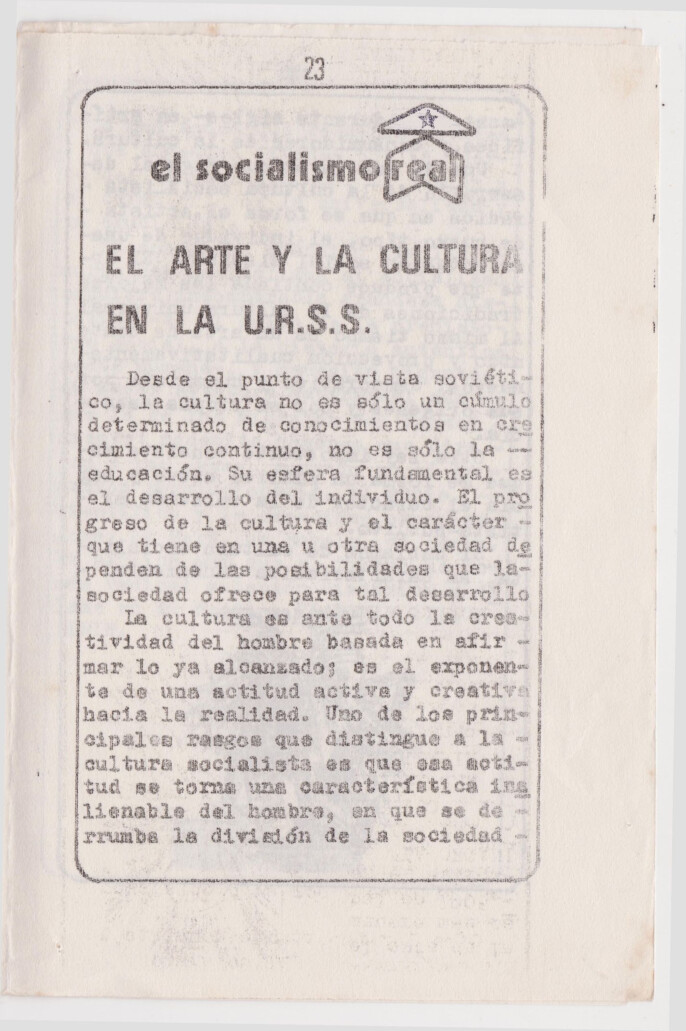 23
el socialismo real
EL ARTE Y LA CULTURA
EN LA U.R.S.S.
Desde el punto de vista soviéti-
co, la cultura no es sólo un cúmulo
determinado de conocimientos en cre
cimiento continuo, no es sólo la --
educación. Su esfera fundamental es
el desarrollo del individuo. El pro
greso de la cultura y el carácter -
que tiene en una u otra sociedad de
penden de las posibilidades que la-
sociedad ofrece para tal desarrollo
La cultura es ante todo la crea-
tividad del hombre basada en afir -
mar lo ya alcanzado; es el exponen-
te de una actitud activa y creativa
hacia la realidad. Uno de los prin-
cipales rasgos que distingue a la -
cultura socialista es que esa acti-
tud se torna una característica ina
lienable del hombre, en que se de -
rrumba la división de la sociedad -